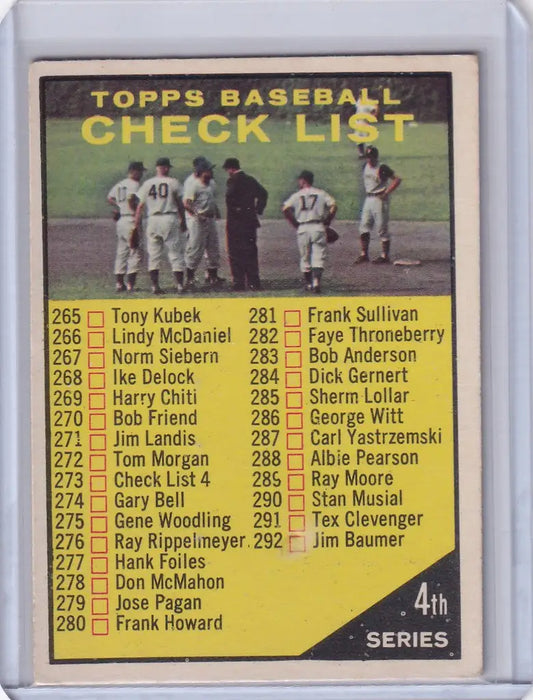 TOPPS BASEBALL
CHECK LIST
10
40
17
265 Tony Kubek
266 Lindy McDaniel
267 Norm Siebern
268 Ike Delock
269 Harry Chiti
270 Bob Friend
271 Jim Landis
272 Tom Morgan
273 Check List 4
274 Gary Bell
275 Gene Woodling
276 Ray Rippelmeyer
277 Hank Foiles
278 Don McMahon
279 Jose Pagan
280 Frank Howard
281 Frank Sullivan
282 Faye Throneberry
283 Bob Anderson
284 Dick Gernert
285 Sherm Lollar
286 George Witt
287 Carl Yastrzemski
288 Albie Pearson
289 Ray Moore
290 Stan Musial
291 Tex Clevenger
292 Jim Baumer
4th
SERIES